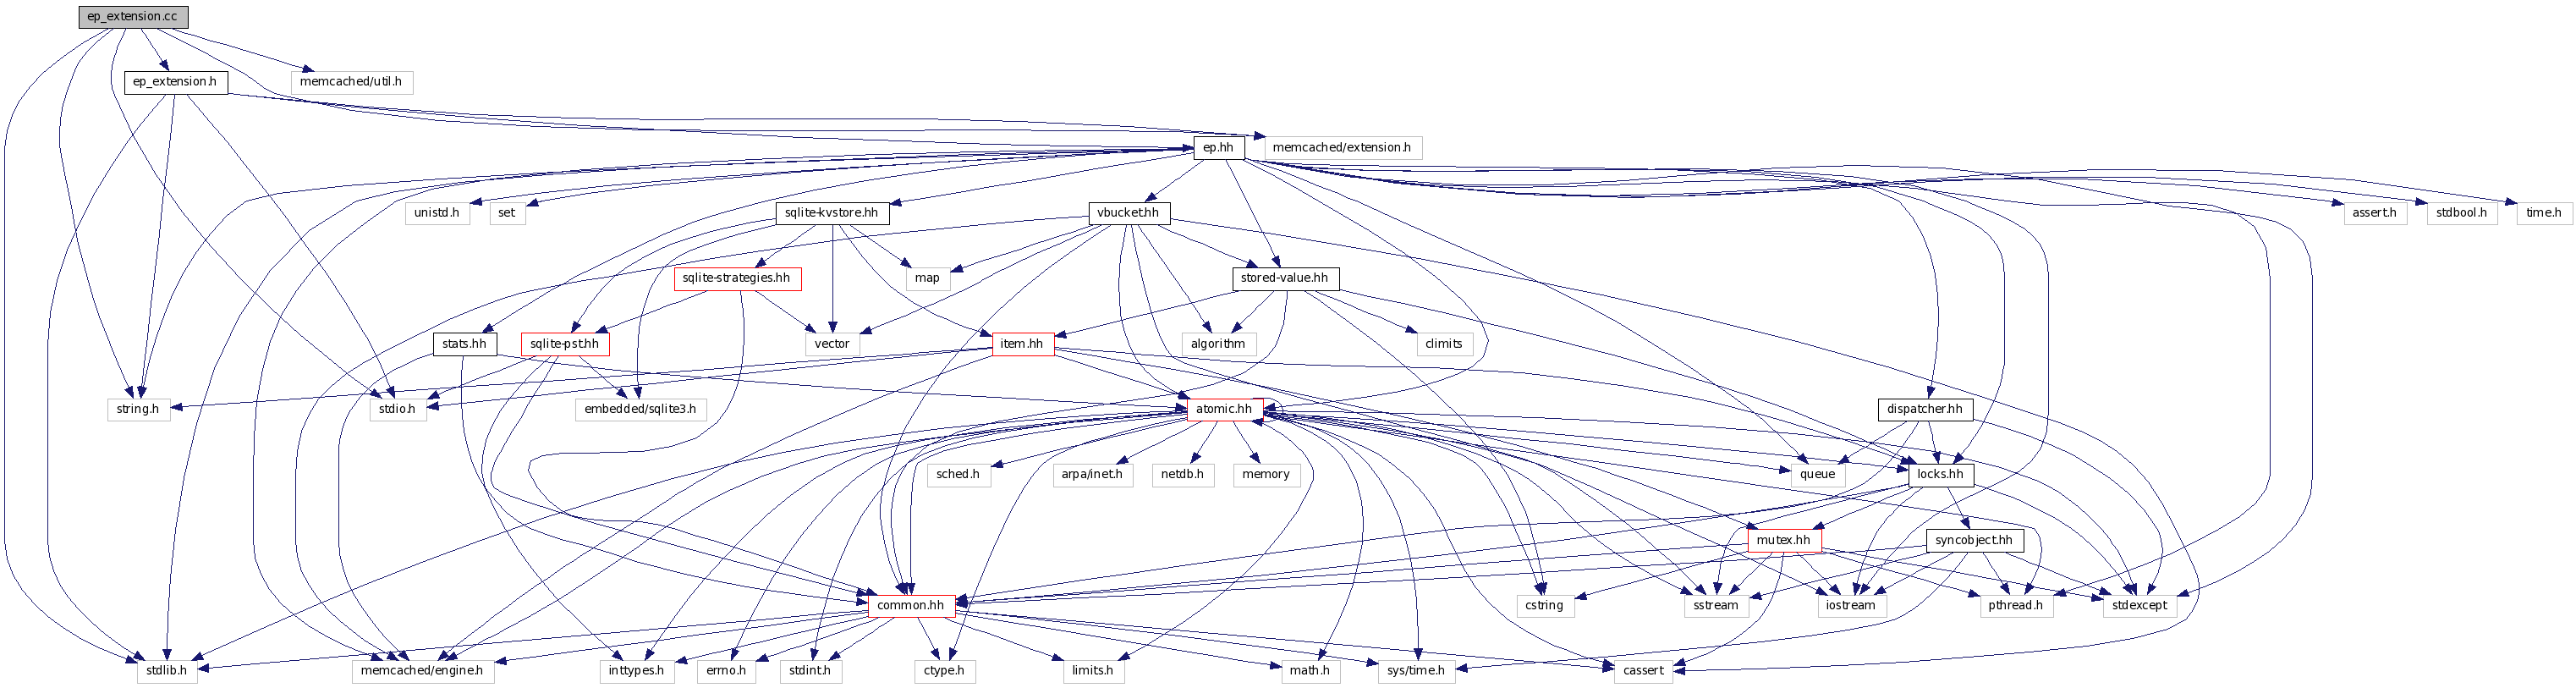 ep_extension.cc
ep_extension.h
memcached/util.h
ep.hh
memcached/extension.h
unistd.h
set
sqlite-kvstore.hh
vbucket.hh
assert.h
stdbool.h
time.h
sqlite-strategies.hh
map
stored-value.hh
stats.hh
sqlite-pst.hh
vector
item.hh
algorithm
climits
string.h
stdio.h
embedded/sqlite3.h
atomic.hh
dispatcher.hh
sched.h
arpa/inet.h
netdb.h
memory
queue
locks.hh
mutex.hh
syncobject.hh
common.hh
cstring
sstream
iostream
pthread.h
stdexcept
stdlib.h
memcached/engine.h
inttypes.h
errno.h
stdint.h
ctype.h
limits.h
math.h
sys/time.h
cassert